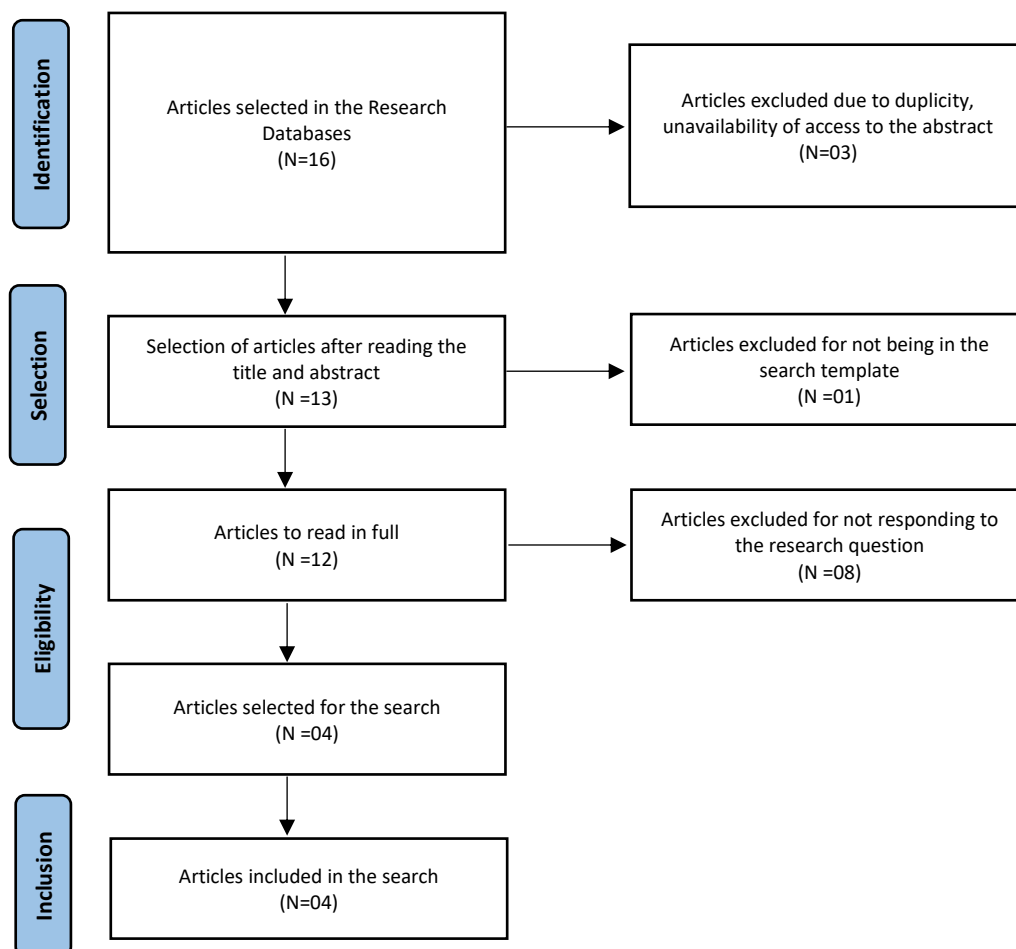 Identification
Articles selected in the Research
Databases
(N=16)
Articles excluded due to duplicity,
unavailability of access to the abstract
(N=03)
Selection
Selection of articles after reading the
title and abstract
(N =13)
Articles excluded for not being in the
search template
(N =01)
Eligibility
Articles to read in full
(N =12)
Articles excluded for not responding to
the research question
(N =08)
Articles selected for the search
(N =04)
Inclusion
Articles included in the search
(N=04)